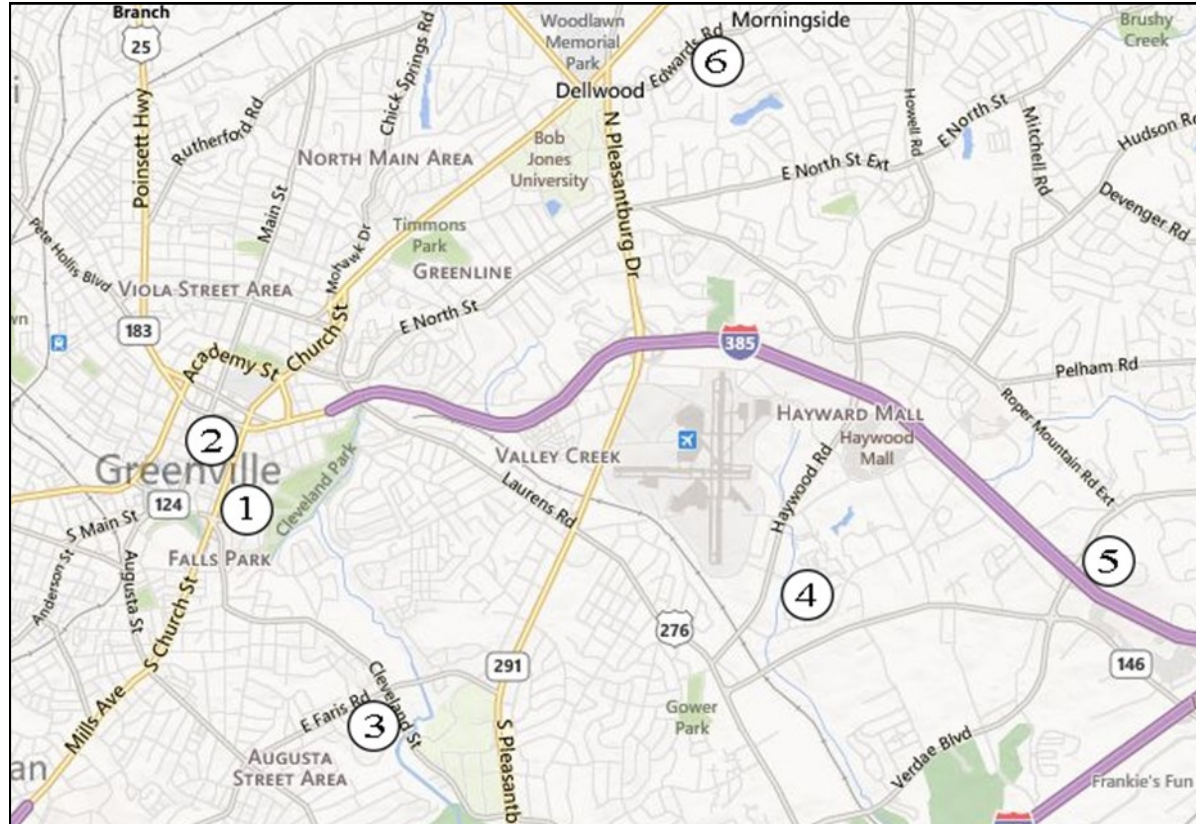 Branch
25
Poinsett Hwy
Rutherford Rd
Chick Springs Rd
Woodlawn
Memorial
Park
Morningside
Edwards Rd
6
Brushy
Creek
Dellwood
N Pleasantburg Dr
Howell Rd
E North St
Mitchell Rd
Hudson Rd
NORTH MAIN AREA
Bob
Jones
University
E North St Ext
Devenger Rd
Main St
Pete Hollis Blvd
Mohawk Dr
Timmons
Park
GREENLINE
VIOLA STREET AREA
183
E North St
Church St
Academy St
385
Pelham Rd
HAYWARD MALL
Haywood
Mall
Roper Mountain Rd Ext
2
Greenville
VALLEY CREEK
Laurens Rd
Haywood Rd
Cleveland Park
124
1
S Main St
FALLS PARK
Anderson St
Augusta St
S Church St
5
4
276
146
291
Cleveland St
E Faris Rd
3
Mills Ave
Gower
Park
S Pleasantb
AUGUSTA
STREET AREA
Verdae Blvd
Frankie's Fun
an